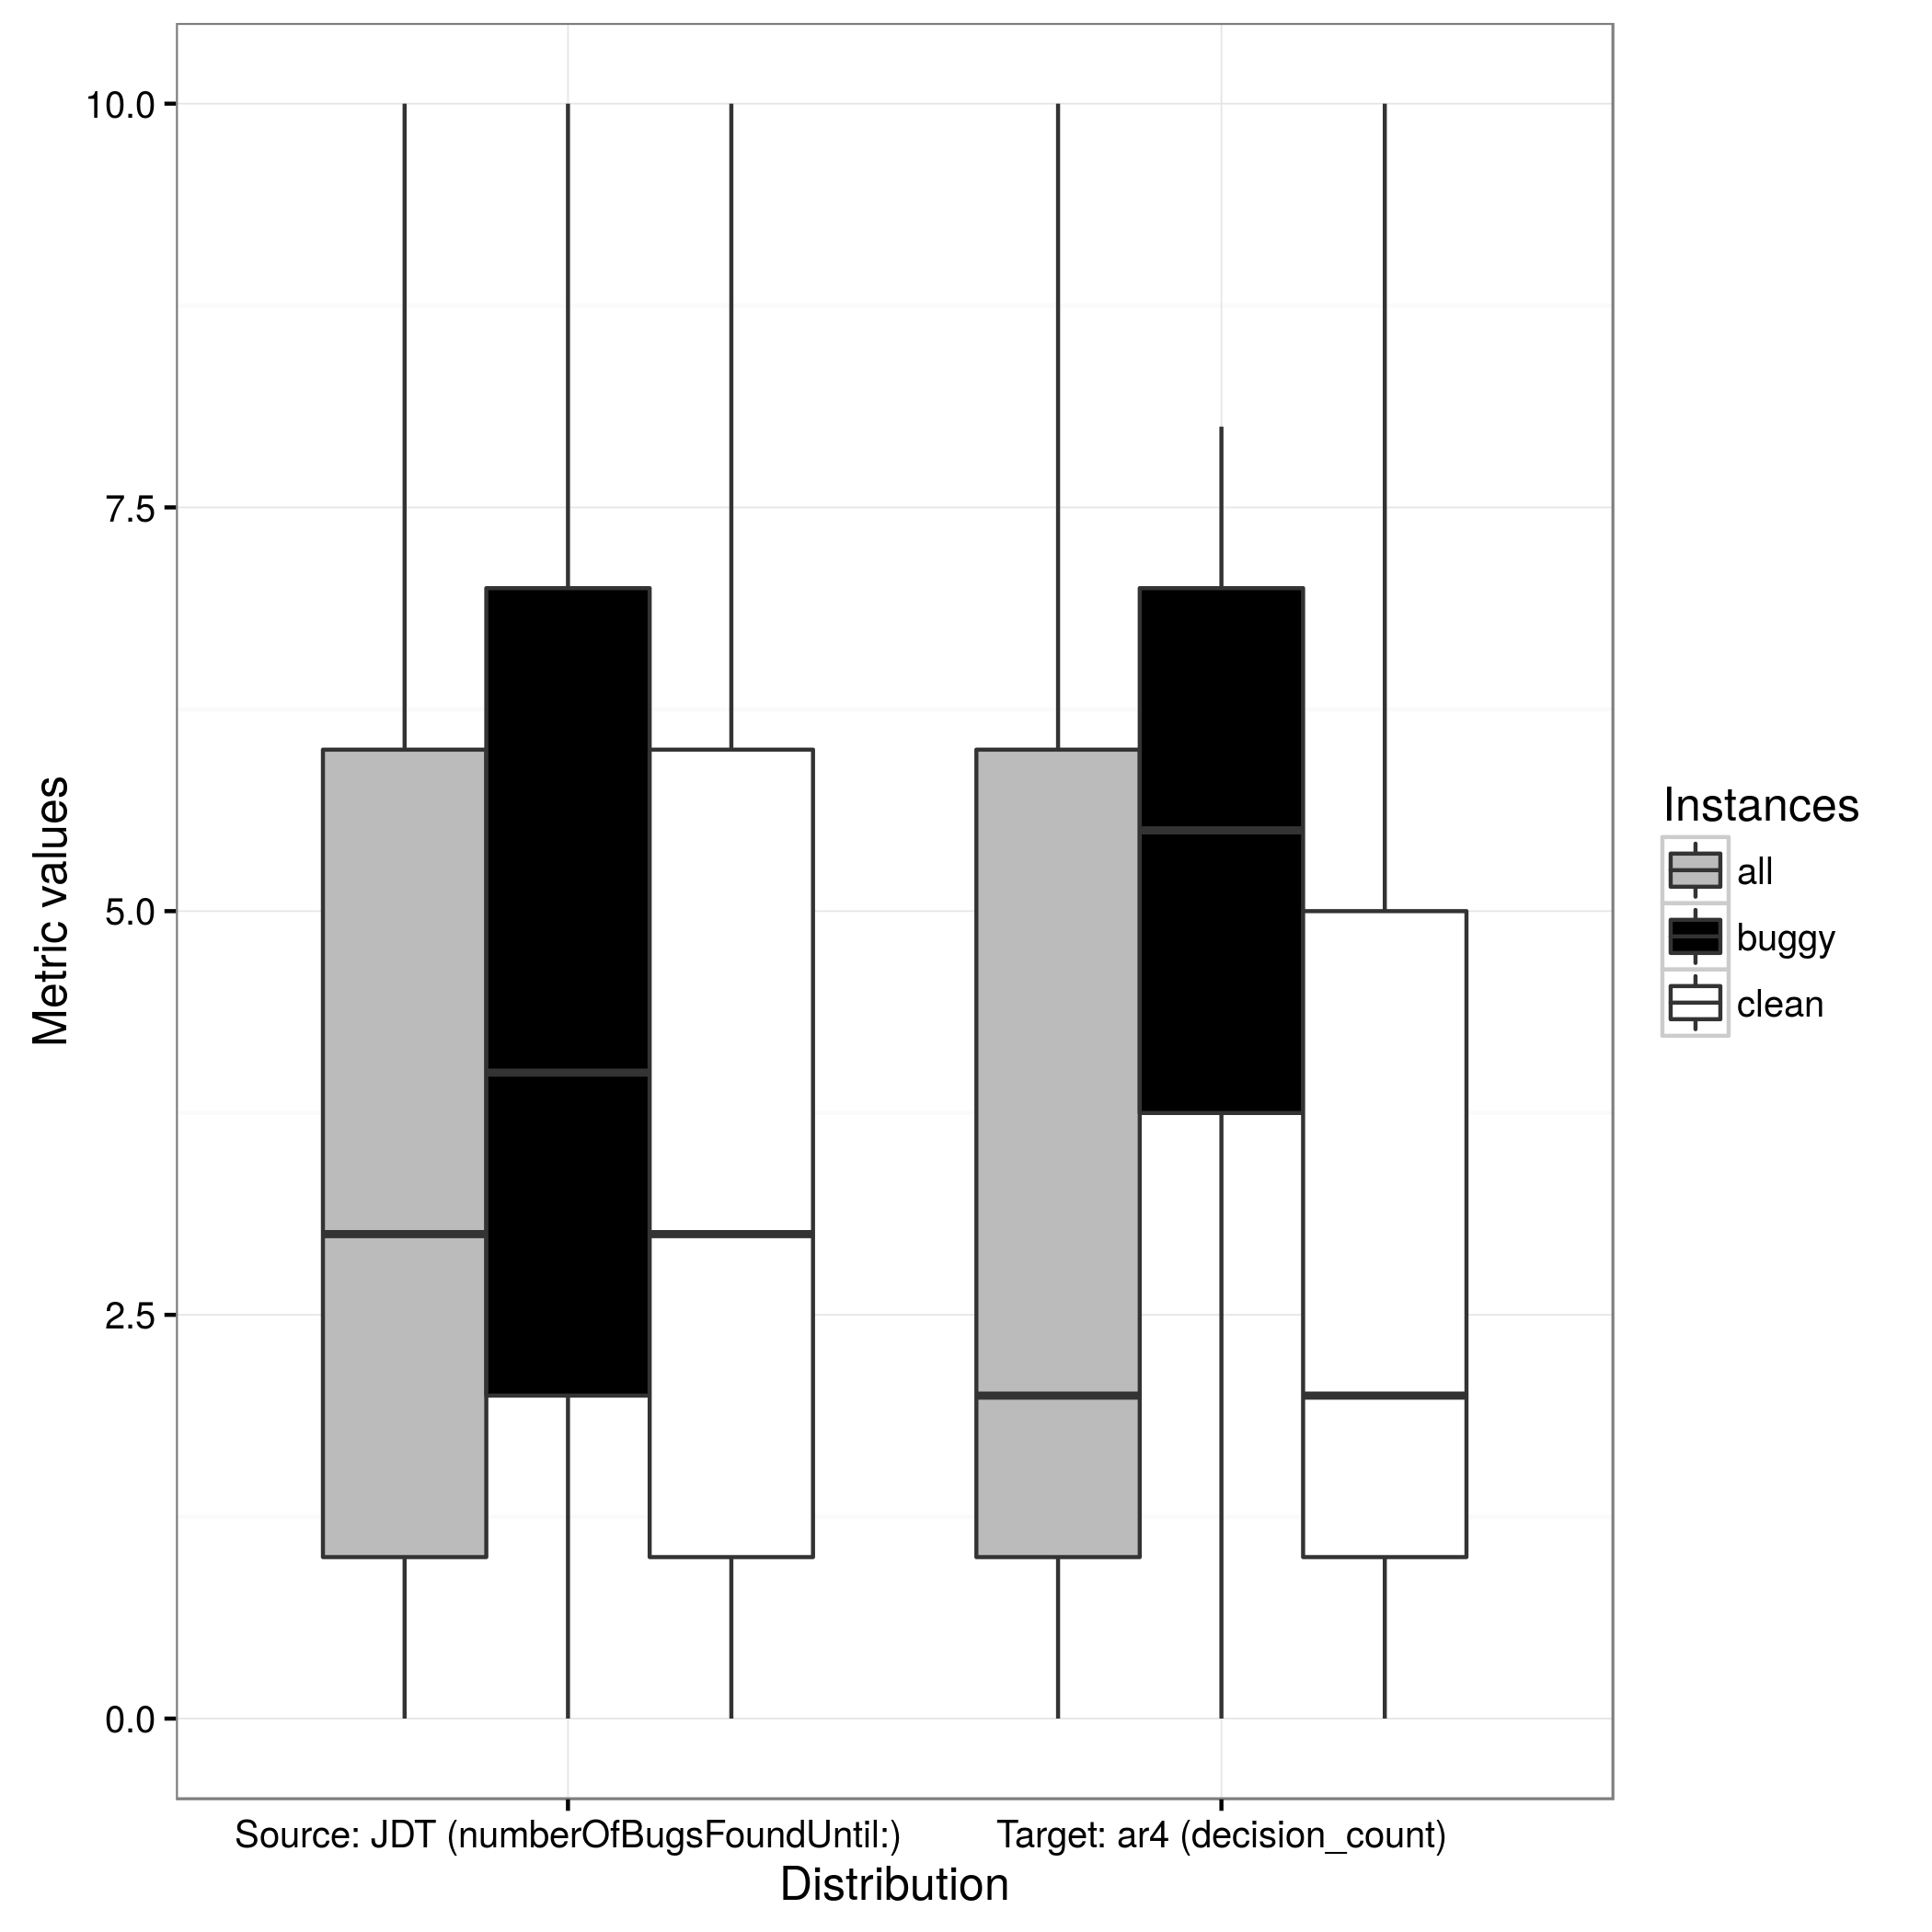 Metric values
10.0
7.5
5.0
2.5
0.0
Source: JDT (numberOfBugsFoundUntil:)
Target: ar4 (decision_count)
Distribution
Instances
all
buggy
clean